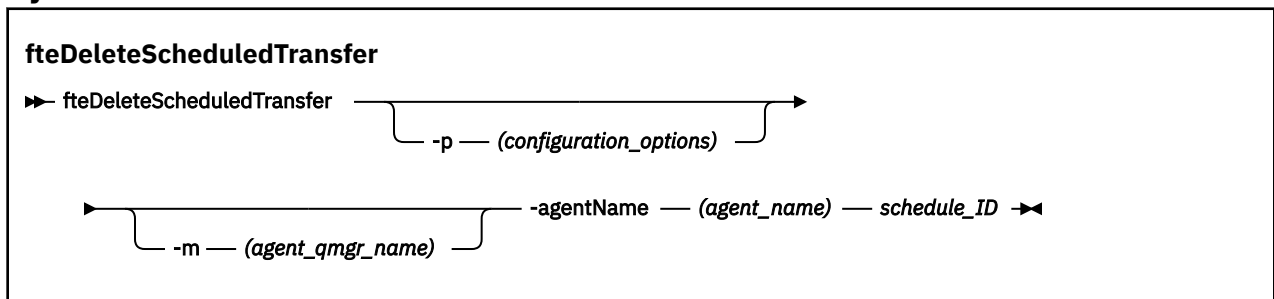 fteDeleteScheduledTransfer
fteDeleteScheduledTransfer
-p (configuration_options)
-agentName (agent_name) schedule_ID
-m (agent_qmgr_name)